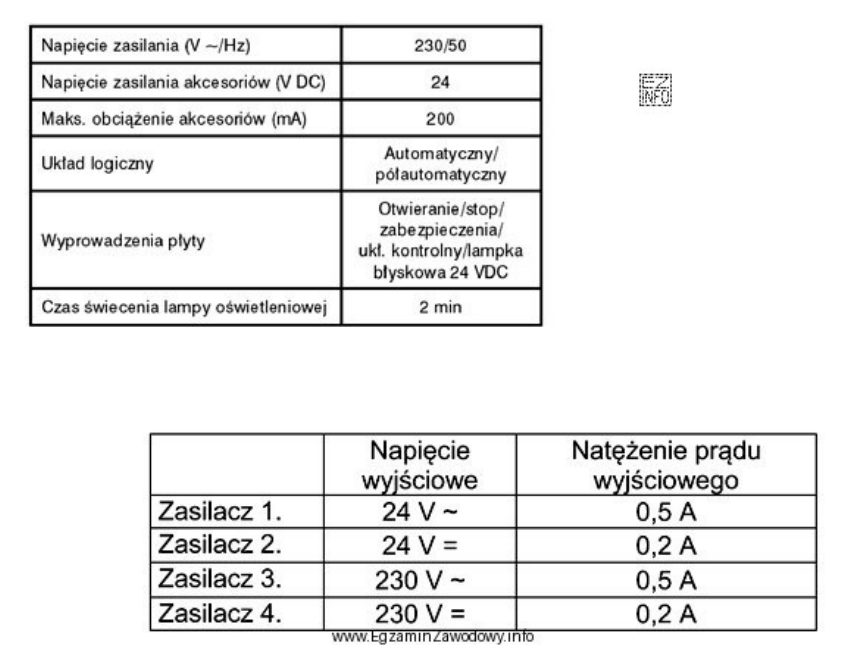 Napięcie zasilania (V ~/Hz) 230/50
Napięcie zasilania akcesoriów (V DC) 24
Maks. obciążenie akcesoriów (mA) 200
Układ logiczny Automatyczny/
półautomatyczny
Wyprowadzenia płyty Otwieranie/stop/
zabezpieczenia/
ukł. kontrolny/lampka
błyskowa 24 VDC
Czas świecenia lampy oświetleniowej 2 min
EZ
INFO
Napięcie wyjściowe Natężenie prądu wyjściowego
Zasilacz 1. 24 V ~ 0,5 A
Zasilacz 2. 24 V = 0,2 A
Zasilacz 3. 230 V ~ 0,5 A
Zasilacz 4. 230 V = 0,2 A
www.EgzaminZawodowy.info